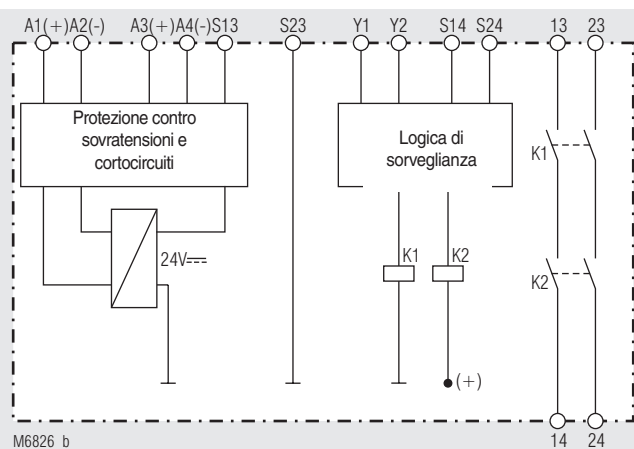 A1(+)A2(-) A3(+)A4(-)S13 S23 Y1 Y2 S14 S24 13 23
Protezione contro
sovratensioni e
cortocircuiti
Logica di
sorveglianza
K1
24V
K1 K2
K2
(+)
M6826 b
14 24